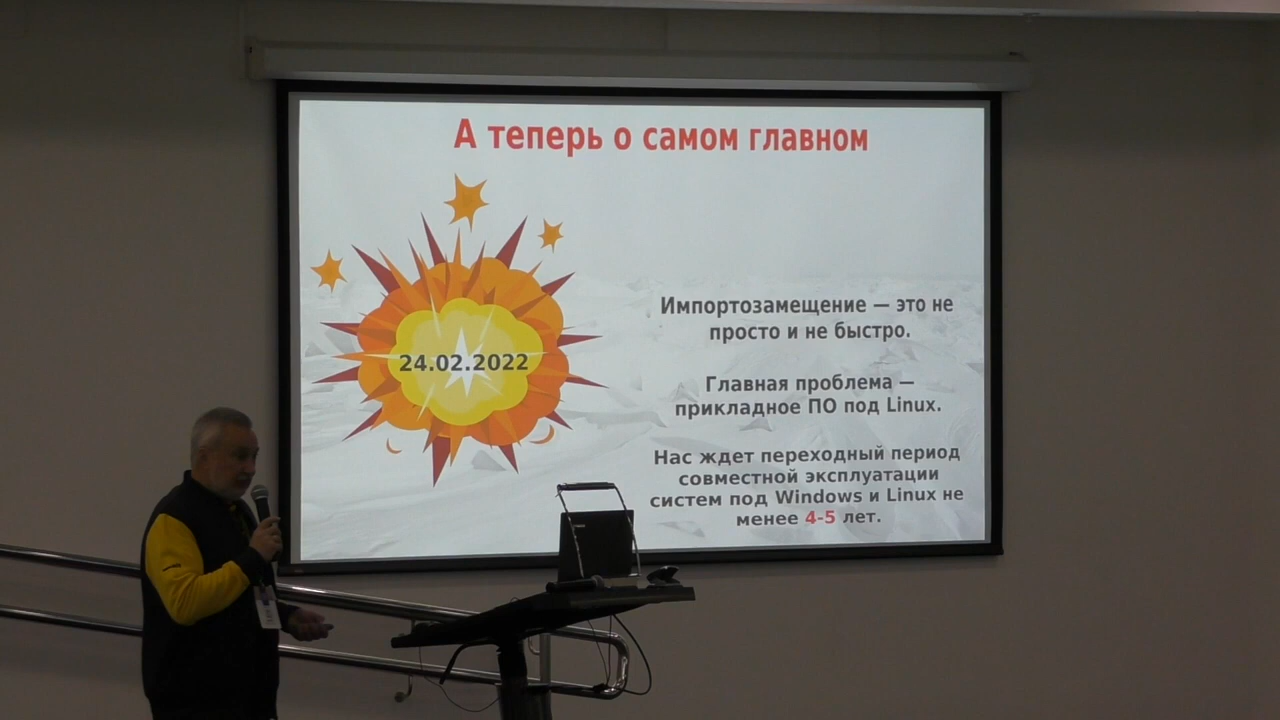 А теперь о самом главном
24.02.2022
Импортозамещение — это не
просто и не быстро.
Главная проблема —
прикладное ПО под Linux.
Нас ждет переходный период
совместной эксплуатации
систем под Windows и Linux не
менее 4-5 лет.